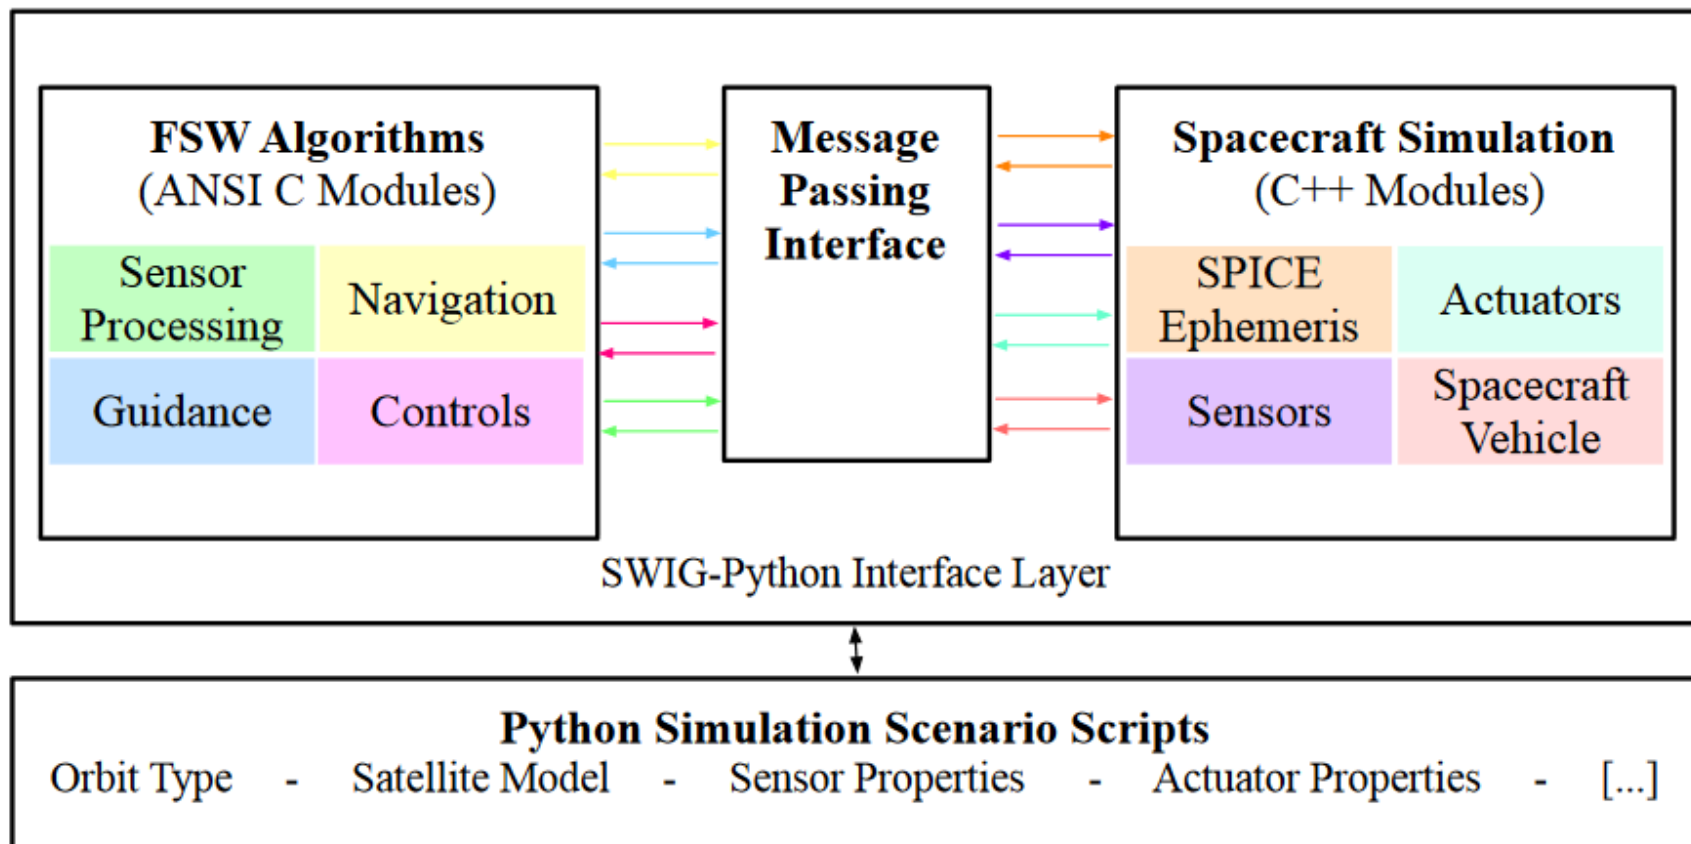 FSW Algorithms
(ANSI C Modules)
Sensor
Processing
Navigation
Guidance
Controls
Message
Passing
Interface
Spacecraft Simulation
(C++ Modules)
SPICE
Ephemeris
Actuators
Sensors
Spacecraft
Vehicle
SWIG-Python Interface Layer
Python Simulation Scenario Scripts
Orbit Type - Satellite Model - Sensor Properties - Actuator Properties - [...]